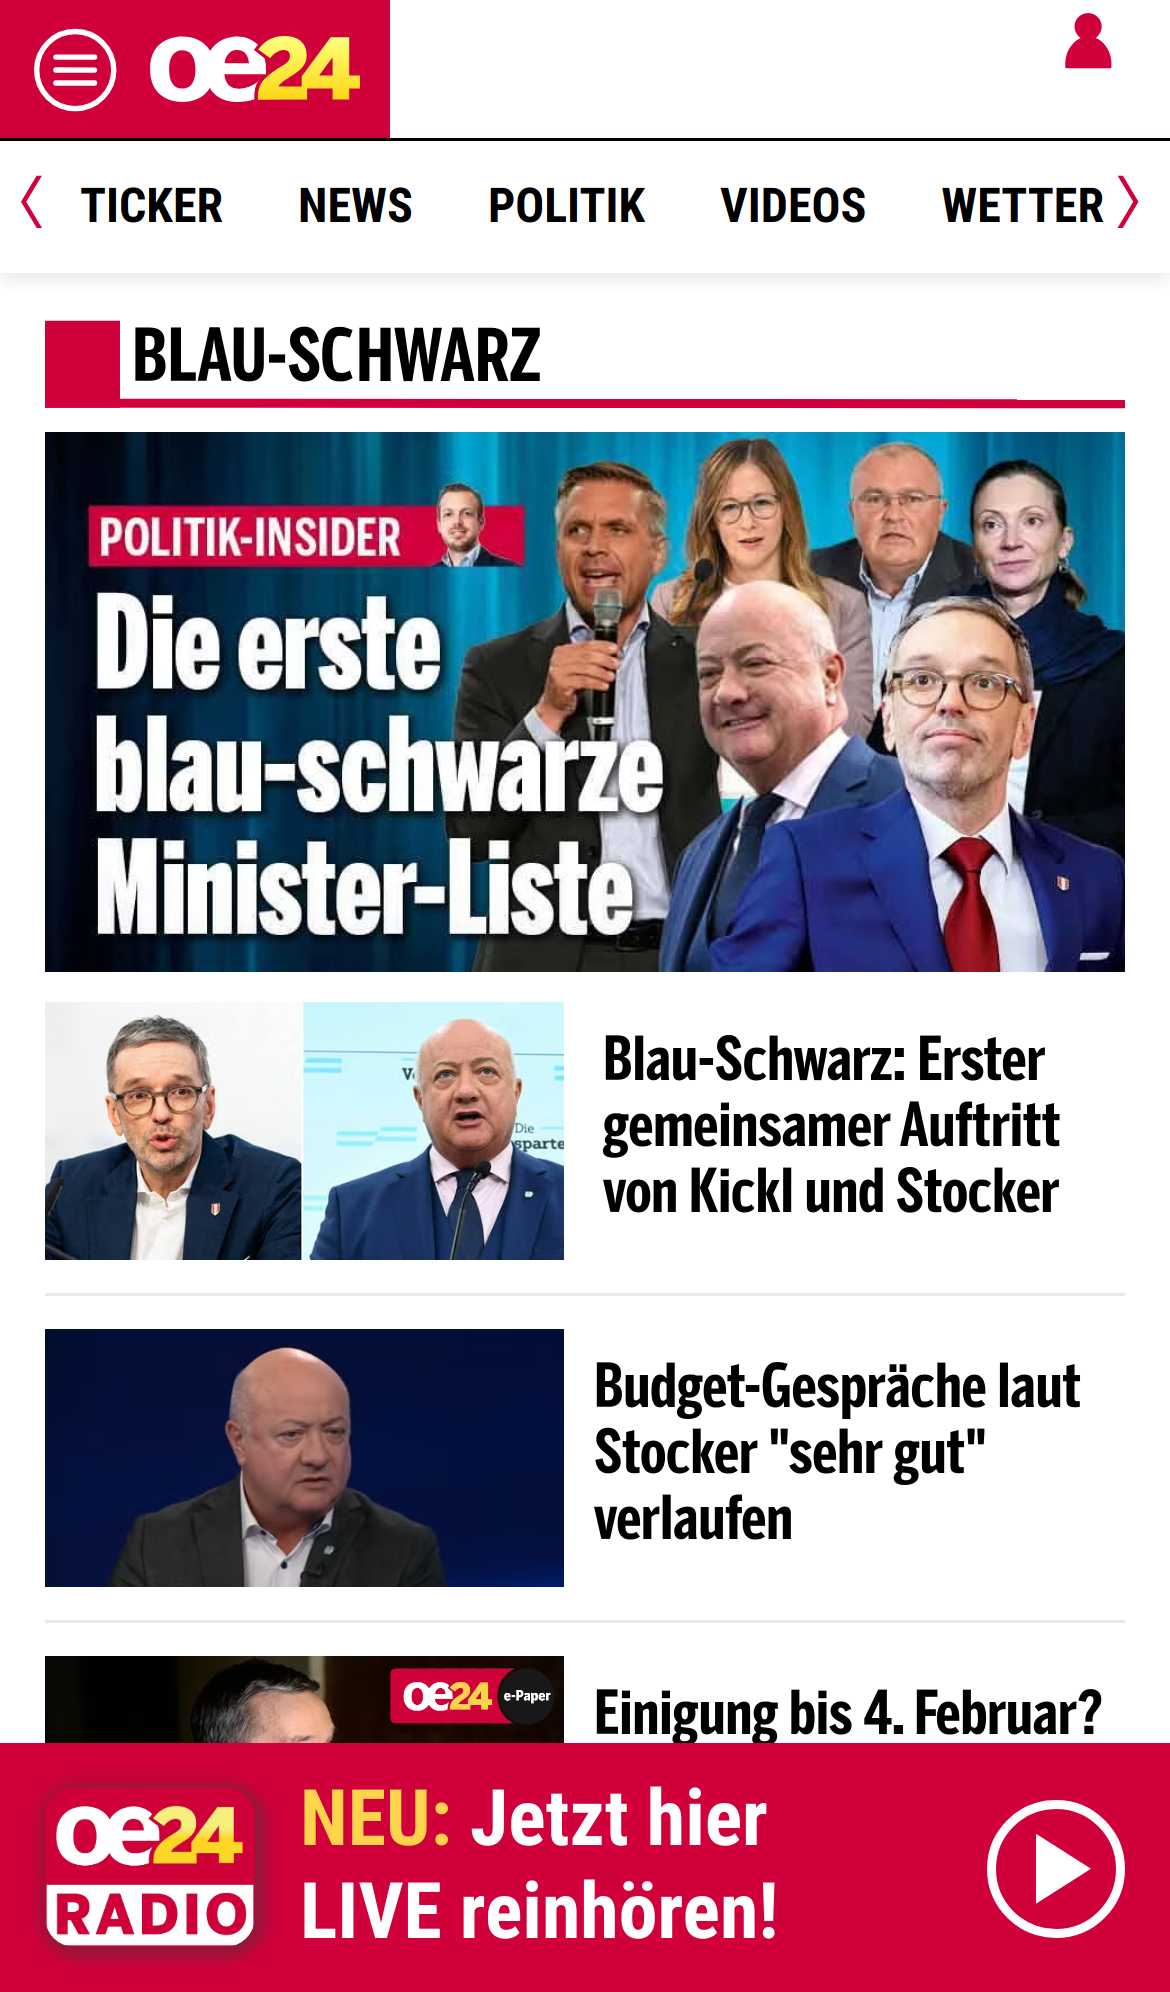 oe24
TICKER NEWS POLITIK VIDEOS WETTER
BLAU-SCHWARZ
POLITIK-INSIDER
Die erste
blau-schwarze
Minister-Liste
Die
sparte
Blau-Schwarz: Erster
gemeinsamer Auftritt
von Kickl und Stocker
Budget-Gespräche laut
Stocker "sehr gut"
verlaufen
oe24 e-Paper
Einigung bis 4. Februar?
oe24
RADIO
NEU: Jetzt hier
LIVE reinhören!